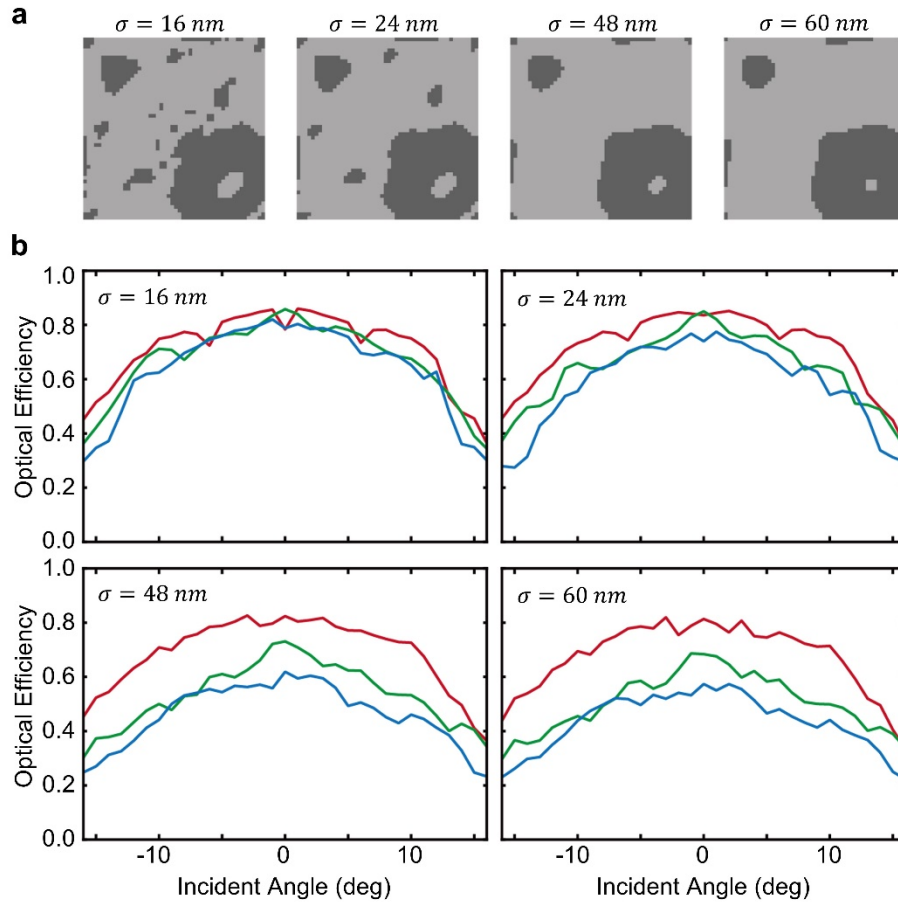 a
σ = 16 nm
σ = 24 nm
σ = 48 nm
σ = 60 nm
b
1.0
0.8
0.6
0.4
0.2
0.0
Optical Efficiency
σ = 16 nm
σ = 24 nm
1.0
0.8
0.6
0.4
0.2
0.0
Optical Efficiency
σ = 48 nm
σ = 60 nm
-10
0
10
-10
0
10
Incident Angle (deg)
Incident Angle (deg)